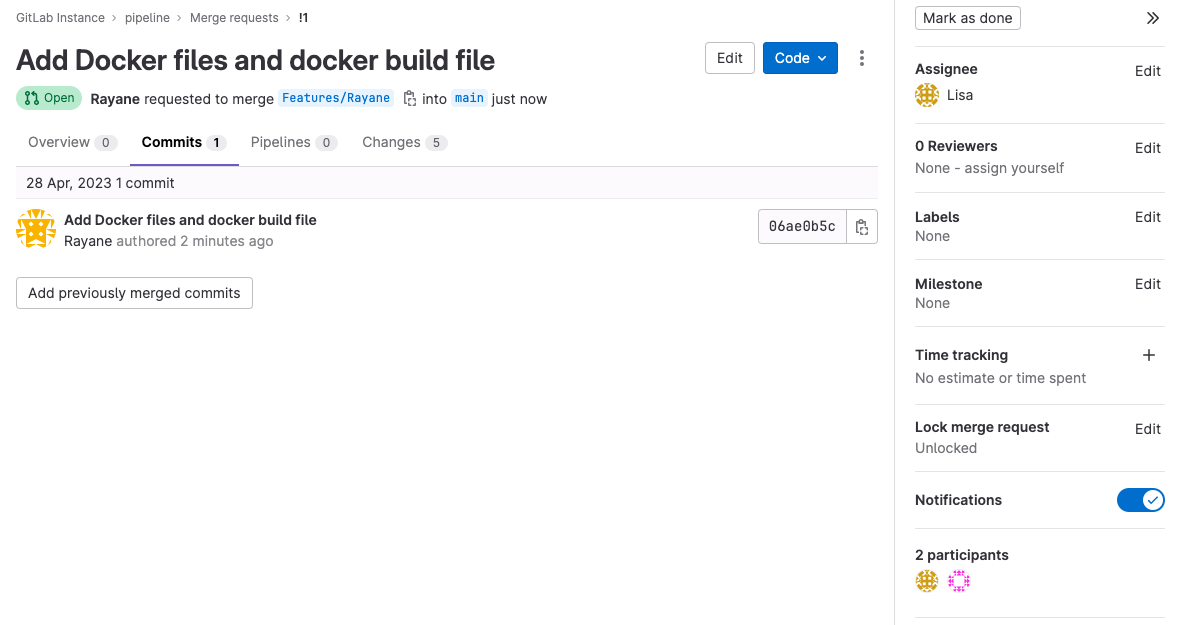 GitLab Instance › pipeline › Merge requests › !1
Add Docker files and docker build file
Edit
Code
Open Rayane requested to merge Features/Rayane into main just now
Overview 0 Commits 1 Pipelines 0 Changes 5
28 Apr, 2023 1 commit
Add Docker files and docker build file
Rayane authored 2 minutes ago
06ae0b5c
Add previously merged commits
Mark as done
Assignee Edit
Lisa
0 Reviewers Edit
None - assign yourself
Labels Edit
None
Milestone Edit
None
Time tracking
No estimate or time spent
Lock merge request Edit
Unlocked
Notifications
2 participants